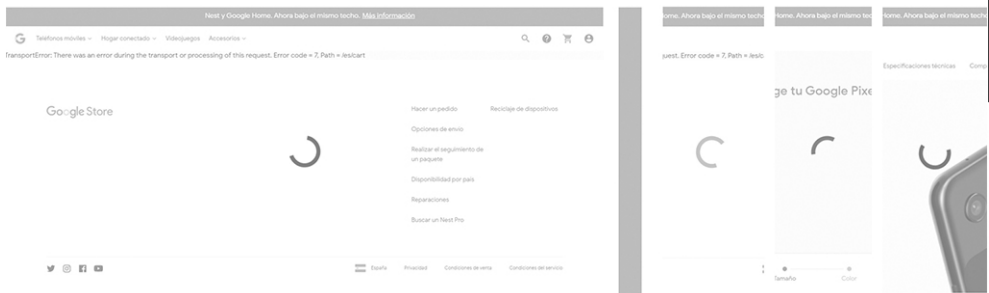 Nest y Google Home. Ahora bajo el mismo techo. Más información
Teléfonos móviles Hogar conectado Videojuegos Accesorios
TransportError: There was an error during the transport or processing of this request. Error code = 7, Path = /es/cart
Google Store
Hacer un pedido Reciclaje de dispositivos
Opciones de envío
Realizar el seguimiento de
un paquete
Disponibilidad por país
Reparaciones
Buscar un Nest Pro
España Privacidad Condiciones de venta Condiciones del servicio
Home. Ahora bajo el mismo techo
uest. Error code = 7, Path = /es/c
Home. Ahora bajo el mismo tec
ge tu Google Pixe
Tamaño Color
Home. Ahora bajo el mismo techo
Especificaciones técnicas Comp